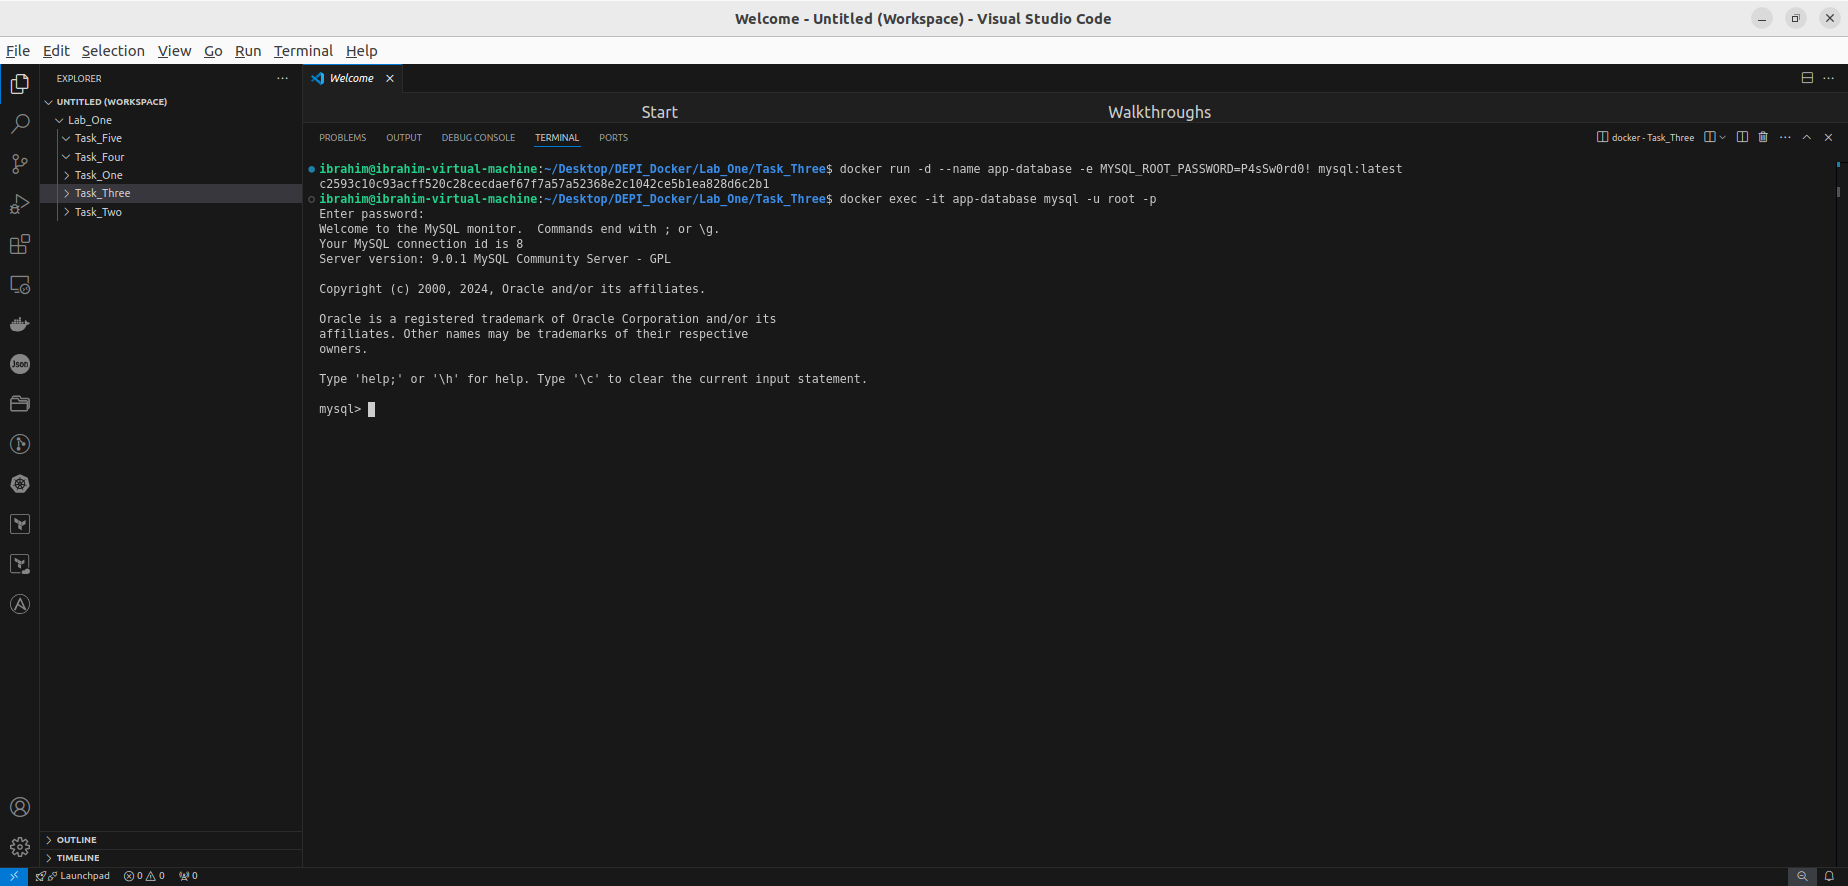 Welcome - Untitled (Workspace) - Visual Studio Code
File Edit Selection View Go Run Terminal Help
EXPLORER
Welcome
UNTITLED (WORKSPACE)
Lab_One
Task_Five
Task_Four
Task_One
Task_Three
Task_Two
Start Walkthroughs
PROBLEMS OUTPUT DEBUG CONSOLE TERMINAL PORTS docker - Task_Three
ibrahim@ibrahim-virtual-machine:~/Desktop/DEPI_Docker/Lab_One/Task_Three$ docker run -d --name app-database -e MYSQL_ROOT_PASSWORD=P4sSw0rd0! mysql:latest
c2593c10c93acff520c28cecdaef67f7a57a52368e2c1042ce5b1ea828d6c2b1
ibrahim@ibrahim-virtual-machine:~/Desktop/DEPI_Docker/Lab_One/Task_Three$ docker exec -it app-database mysql -u root -p
Enter password:
Welcome to the MySQL monitor.  Commands end with ; or \g.
Your MySQL connection id is 8
Server version: 9.0.1 MySQL Community Server - GPL
Copyright (c) 2000, 2024, Oracle and/or its affiliates.
Oracle is a registered trademark of Oracle Corporation and/or its
affiliates. Other names may be trademarks of their respective
owners.
Type 'help;' or '\h' for help. Type '\c' to clear the current input statement.
mysql>
Json
OUTLINE
TIMELINE
Launchpad 0 0 0